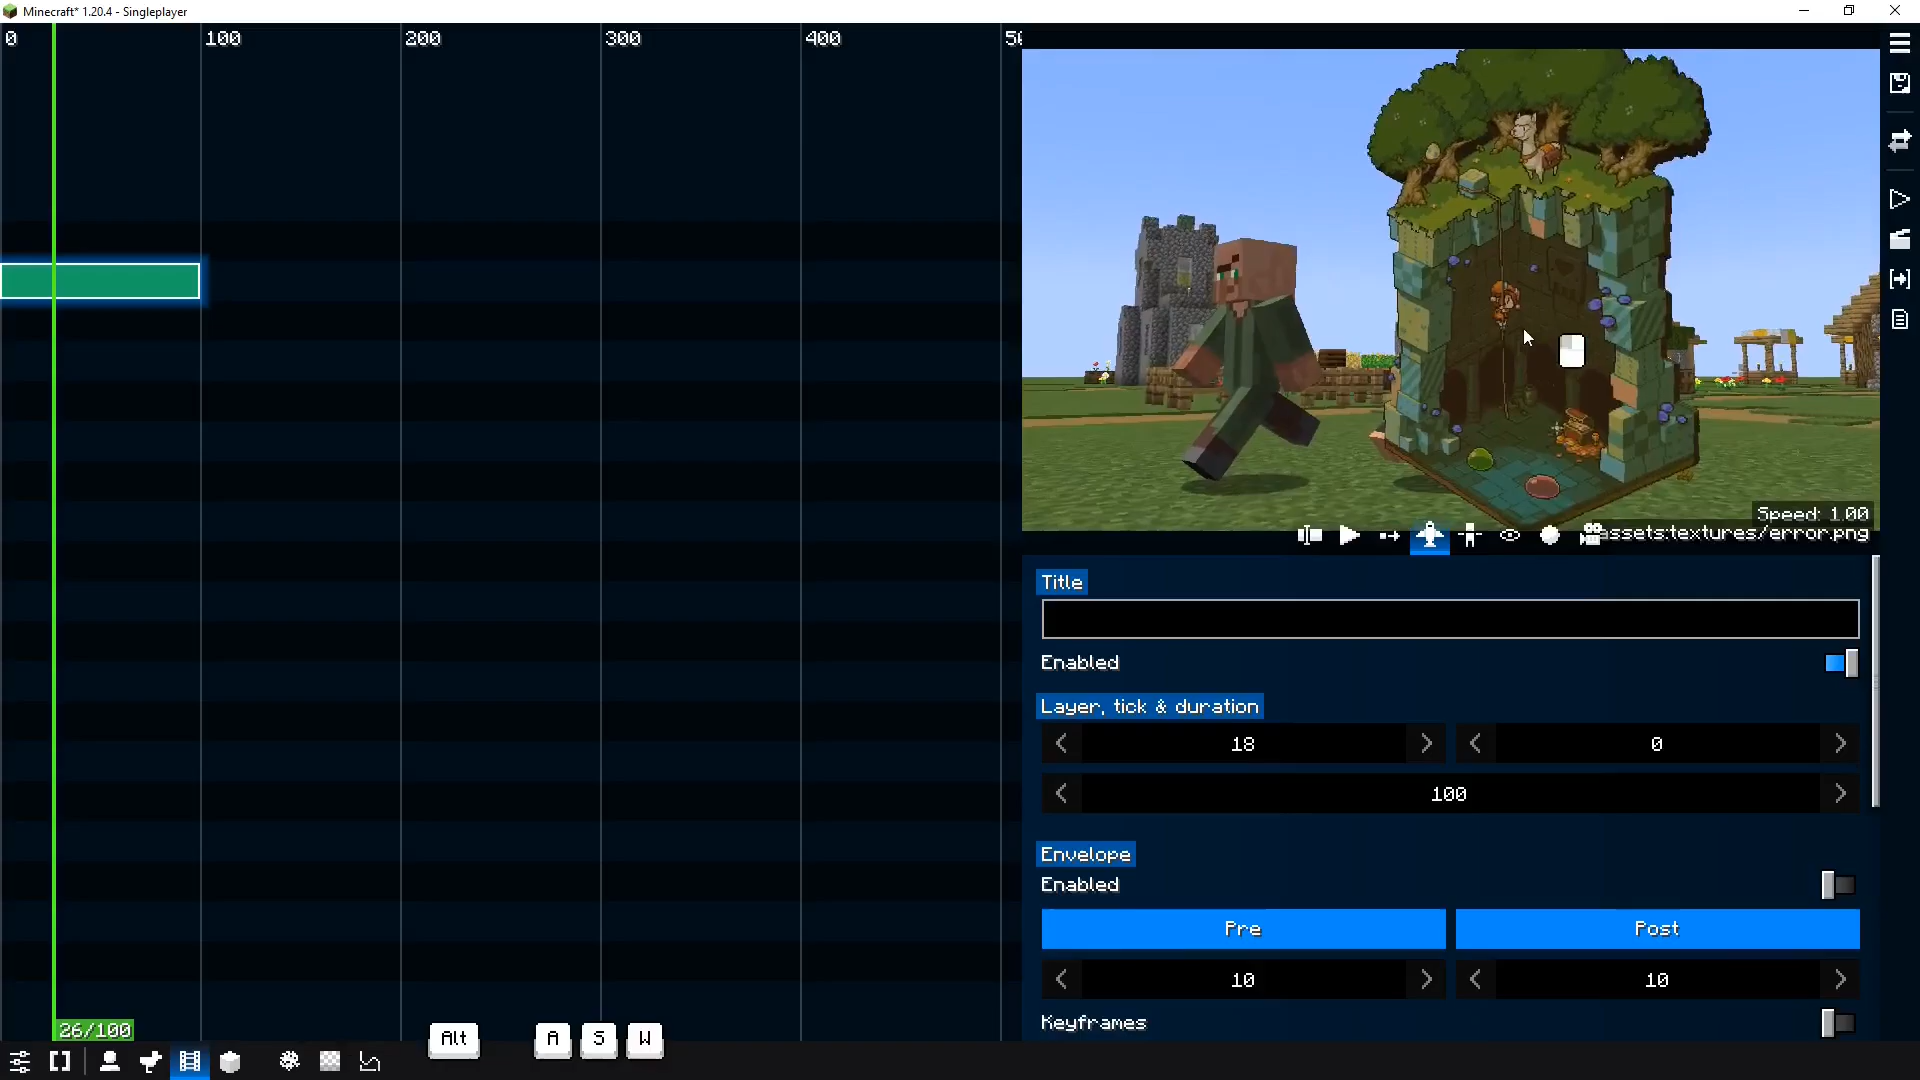 Minecraft* 1.20.4 - Singleplayer
0 100 200 300 400
Speed: 1.00
assets:textures/error.png
Title
Enabled
Layer, tick & duration
18 0
100
Envelope
Enabled
Pre Post
10 10
Keyframes
26/100
Alt A S W